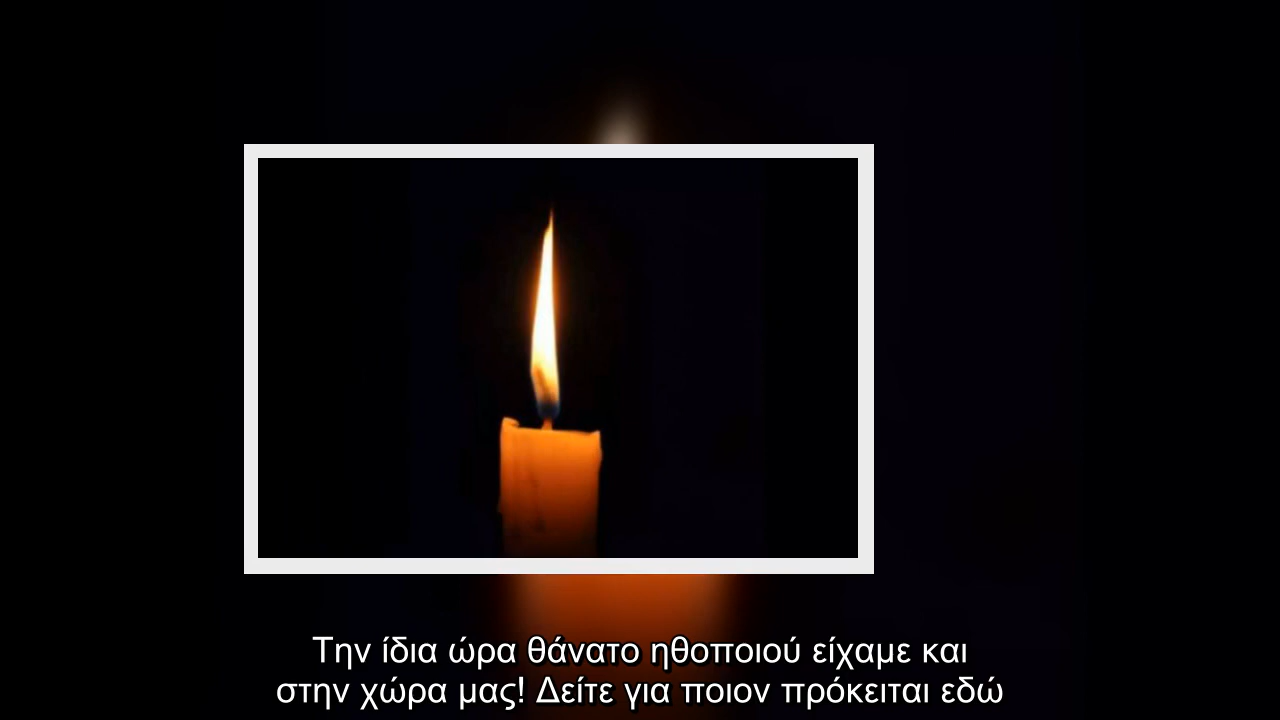 Την ίδια ώρα θάνατο ηθοποιού είχαμε και
στην χώρα μας! Δείτε για ποιον πρόκειται εδώ